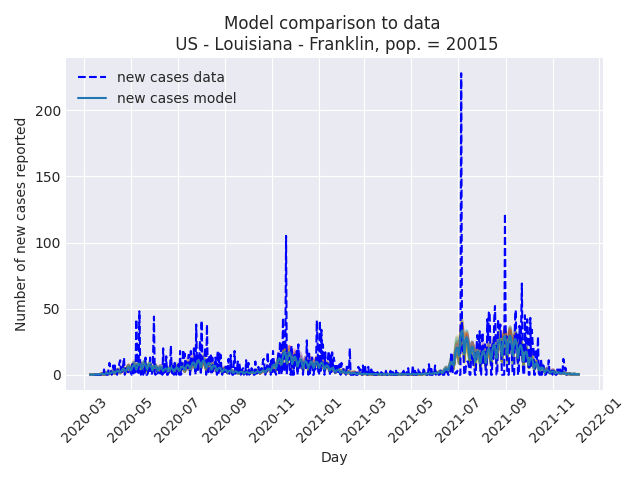 Model comparison to data
US - Louisiana - Franklin, pop. = 20015
new cases data
new cases model
Number of new cases reported
200
150
100
50
0
2020-03
2020-05
2020-07
2020-09
2020-11
2021-01
2021-03
2021-05
2021-07
2021-09
2021-11
2022-01
Day